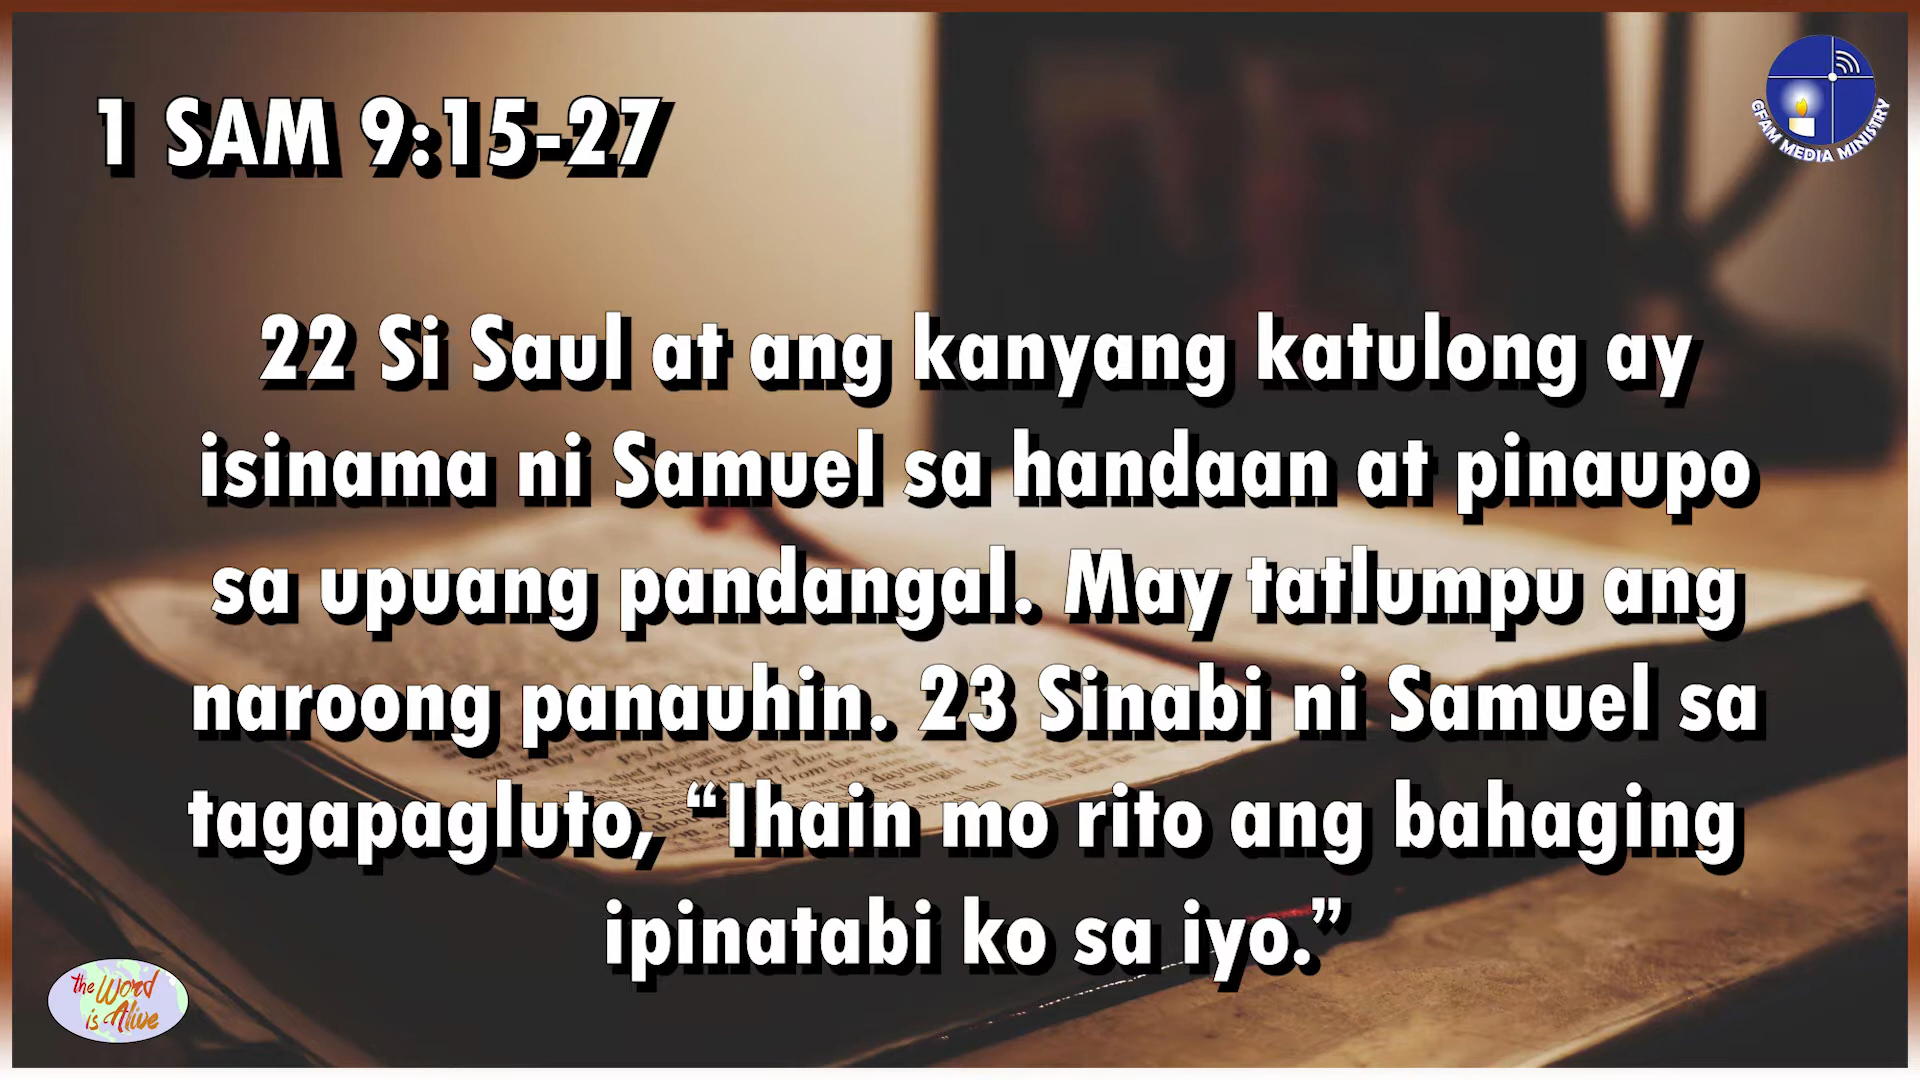 1 SAM 9:15-27
GFAM MEDIA MINISTRY
22 Si Saul at ang kanyang katulong ay
isinama ni Samuel sa handaan at pinaupo
sa upuang pandangal. May tatlumpu ang
naroong panauhin. 23 Sinabi ni Samuel sa
tagapagluto, “Ihain mo rito ang bahaging
ipinatabi ko sa iyo.”
the Word
is Alive